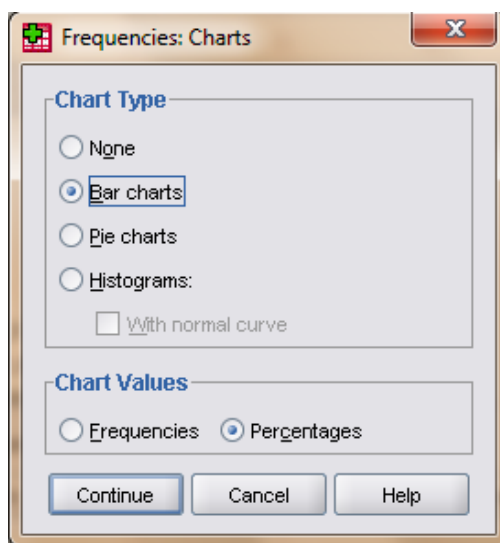 Frequencies: Charts
Chart Type
None
Bar charts
Pie charts
Histograms:
With normal curve
Chart Values
Frequencies Percentages
Continue Cancel Help